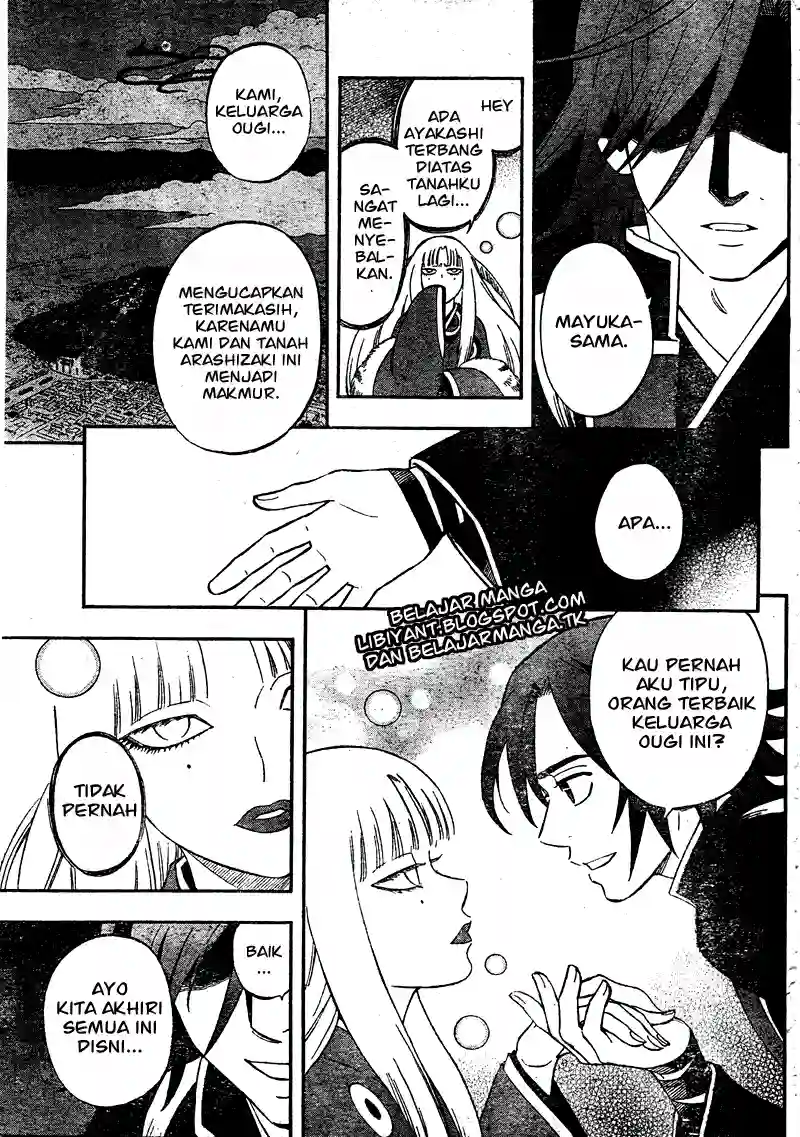 MAYUKA-
SAMA.
HEY
ADA
AYAKASHI
TERBANG
DIATAS
TANAHKU
LAGI...
SA-
NGAT
ME-
NYE-
BAL-
KAN.
KAMI,
KELUARGA
OUGI...
MENGUCAPKAN
TERIMAKASIH,
KARENAMU
KAMI DAN TANAH
ARASHIZAKI INI
MENJADI
MAKMUR.
APA...
BELAJAR MANGA
LIBIYANT.BLOGSPOT.COM
DAN BELAJARMANGA.TK
KAU PERNAH
AKU TIPU,
ORANG TERBAIK
KELUARGA
OUGI INI?
TIDAK
PERNAH
BAIK
...
AYO
KITA AKHIRI
SEMUA INI
DISNI...